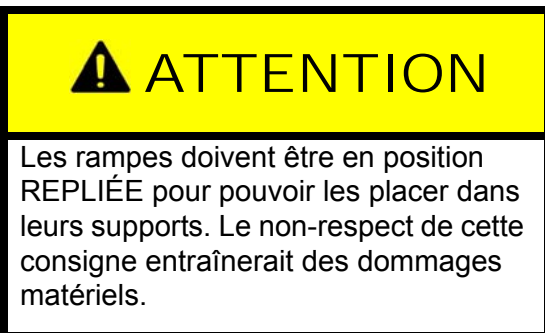 ATTENTION
Les rampes doivent être en position
REPLIÉE pour pouvoir les placer dans
leurs supports. Le non-respect de cette
consigne entraînerait des dommages
matériels.